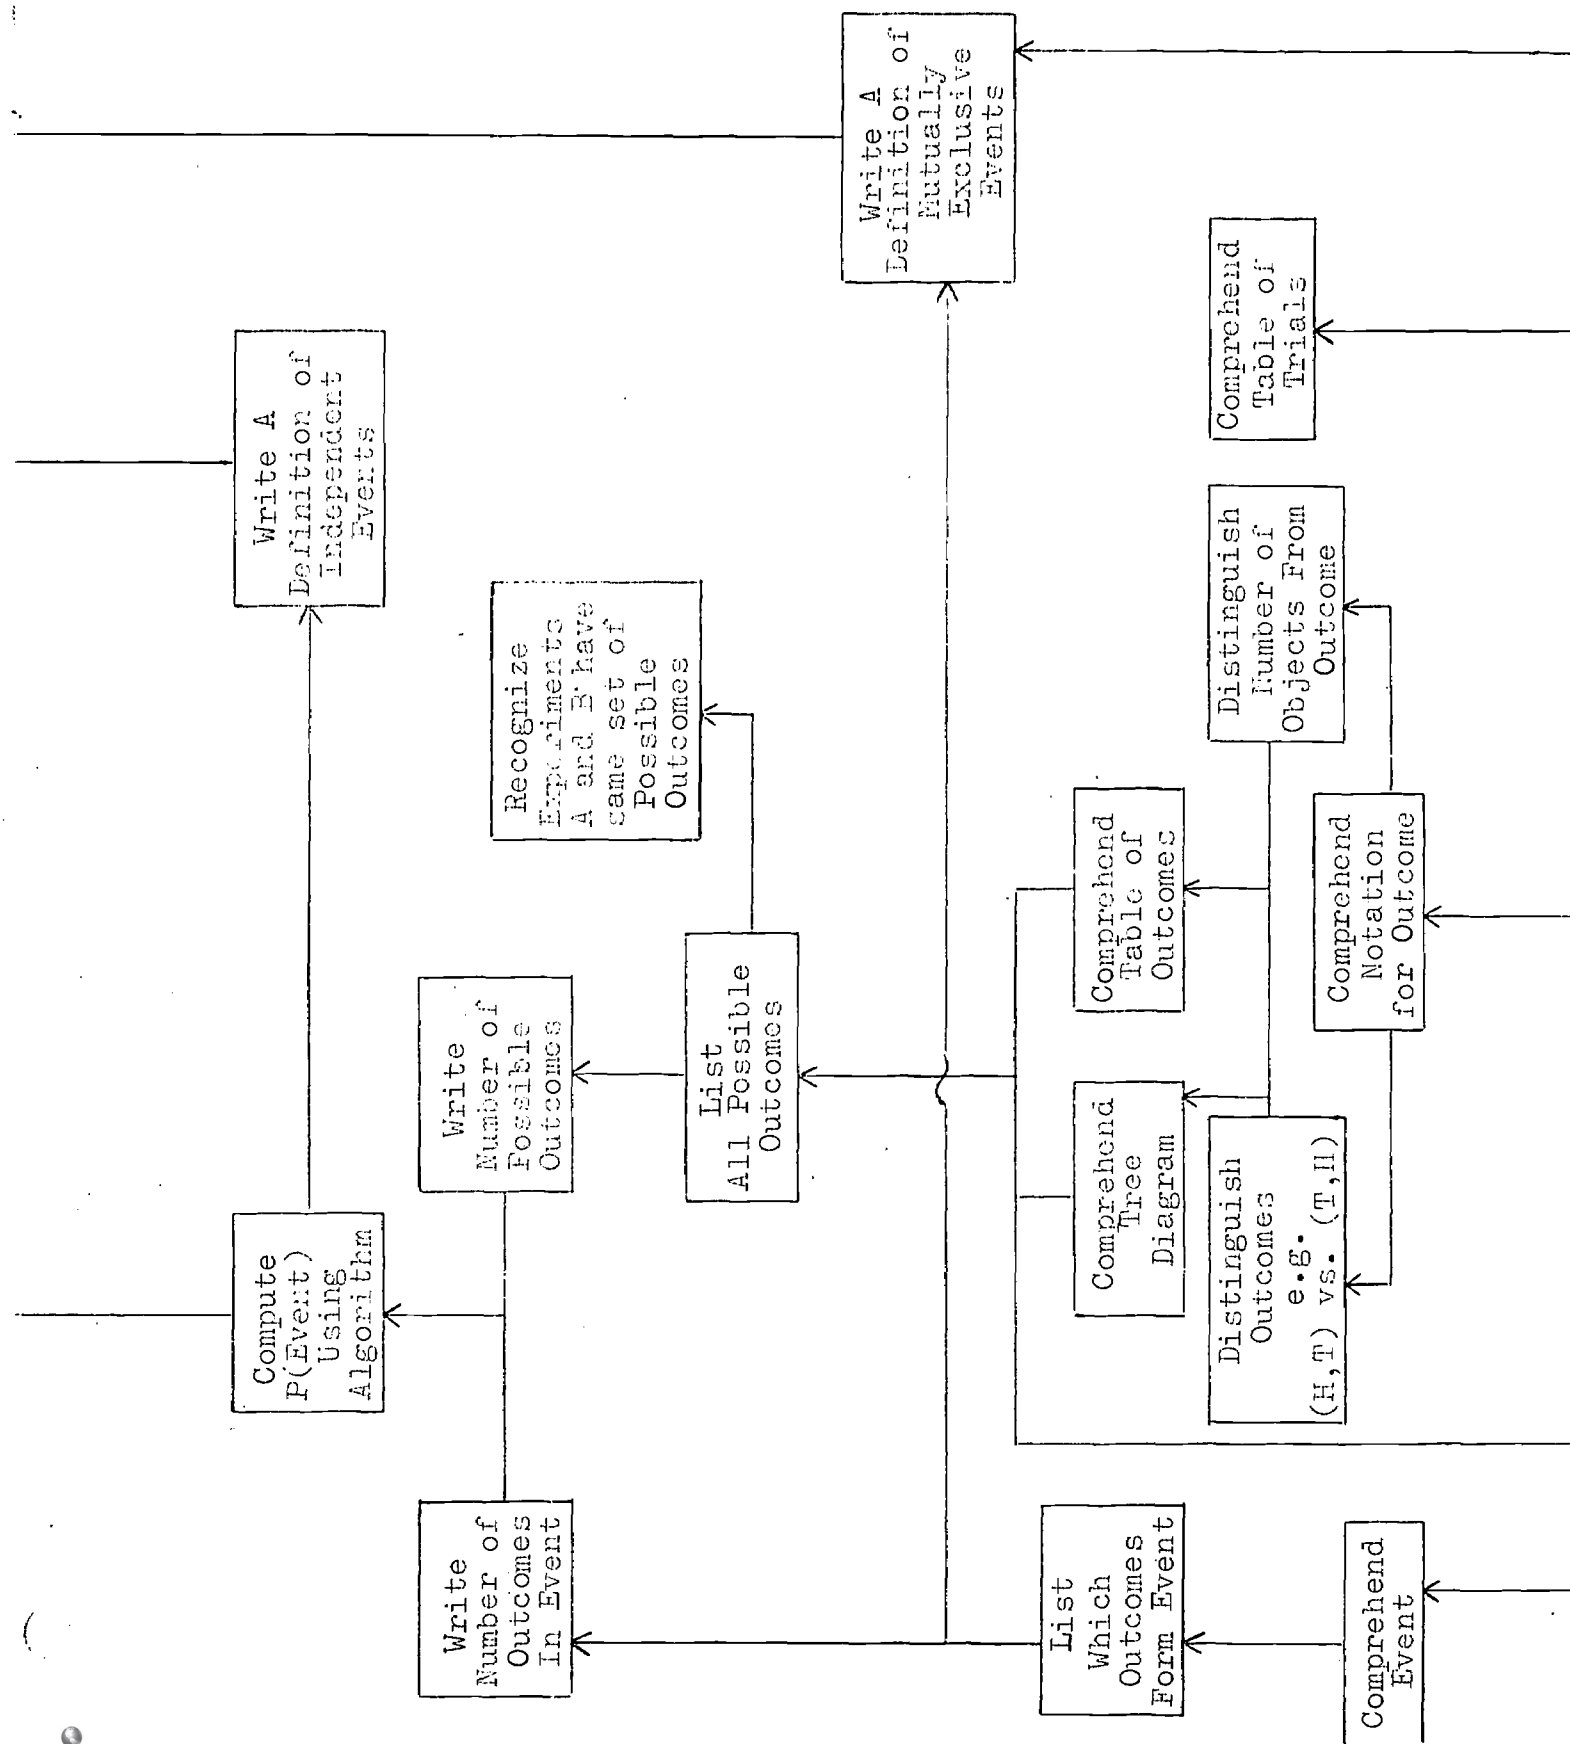 Compute
P(Event)
Using
Algorithm
Write A
Definition of
Independent
Events
Write
Number of
Outcomes
In Event
Write
Number of
Possible
Outcomes
Recognize
Experiments
A and B have
same set of
Possible
Outcomes
List
All Possible
Outcomes
Write A
Definition of
Mutually
Exclusive
Events
List
Which
Outcomes
Form Event
Comprehend
Tree
Diagram
Comprehend
Table of
Outcomes
Distinguish
Outcomes
e.g.
(H,T) vs. (T,H)
Distinguish
Number of
Objects From
Outcome
Comprehend
Table of
Trials
Comprehend
Event
Comprehend
Notation
for Outcome